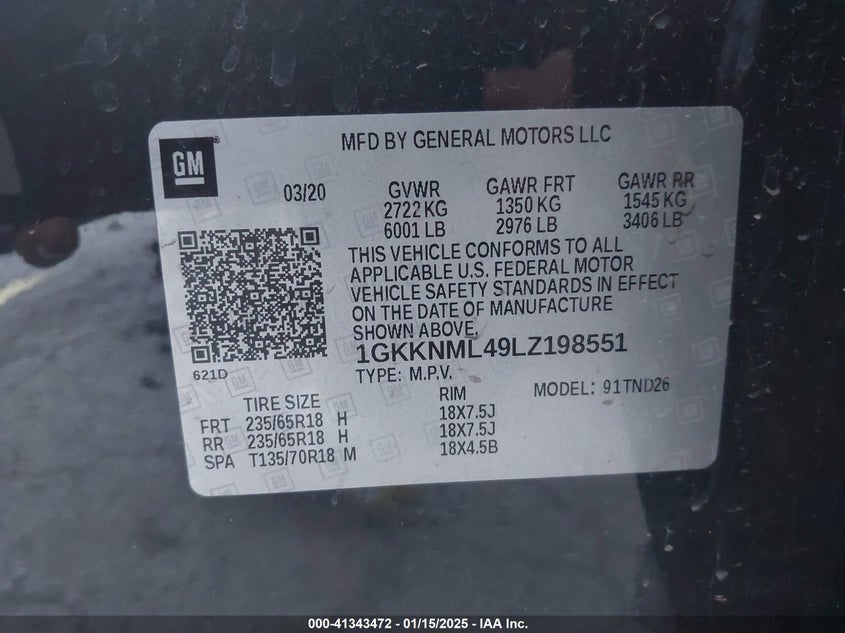 GM
MFD BY GENERAL MOTORS LLC
03/20
GVWR GAWR FRT GAWR RR
2722 KG 1350 KG 1545 KG
6001 LB 2976 LB 3406 LB
THIS VEHICLE CONFORMS TO ALL
APPLICABLE U.S. FEDERAL MOTOR
VEHICLE SAFETY STANDARDS IN EFFECT
ON THE DATE OF MANUFACTURE
SHOWN ABOVE.
1GKKNML49LZ198551
621D
TYPE: M.P.V. MODEL: 91TND26
TIRE SIZE RIM
FRT 235/65R18 H 18X7.5J
RR 235/65R18 H 18X7.5J
SPA T135/70R18 M 18X4.5B
000-41343472 - 01/15/2025 - IAA Inc.